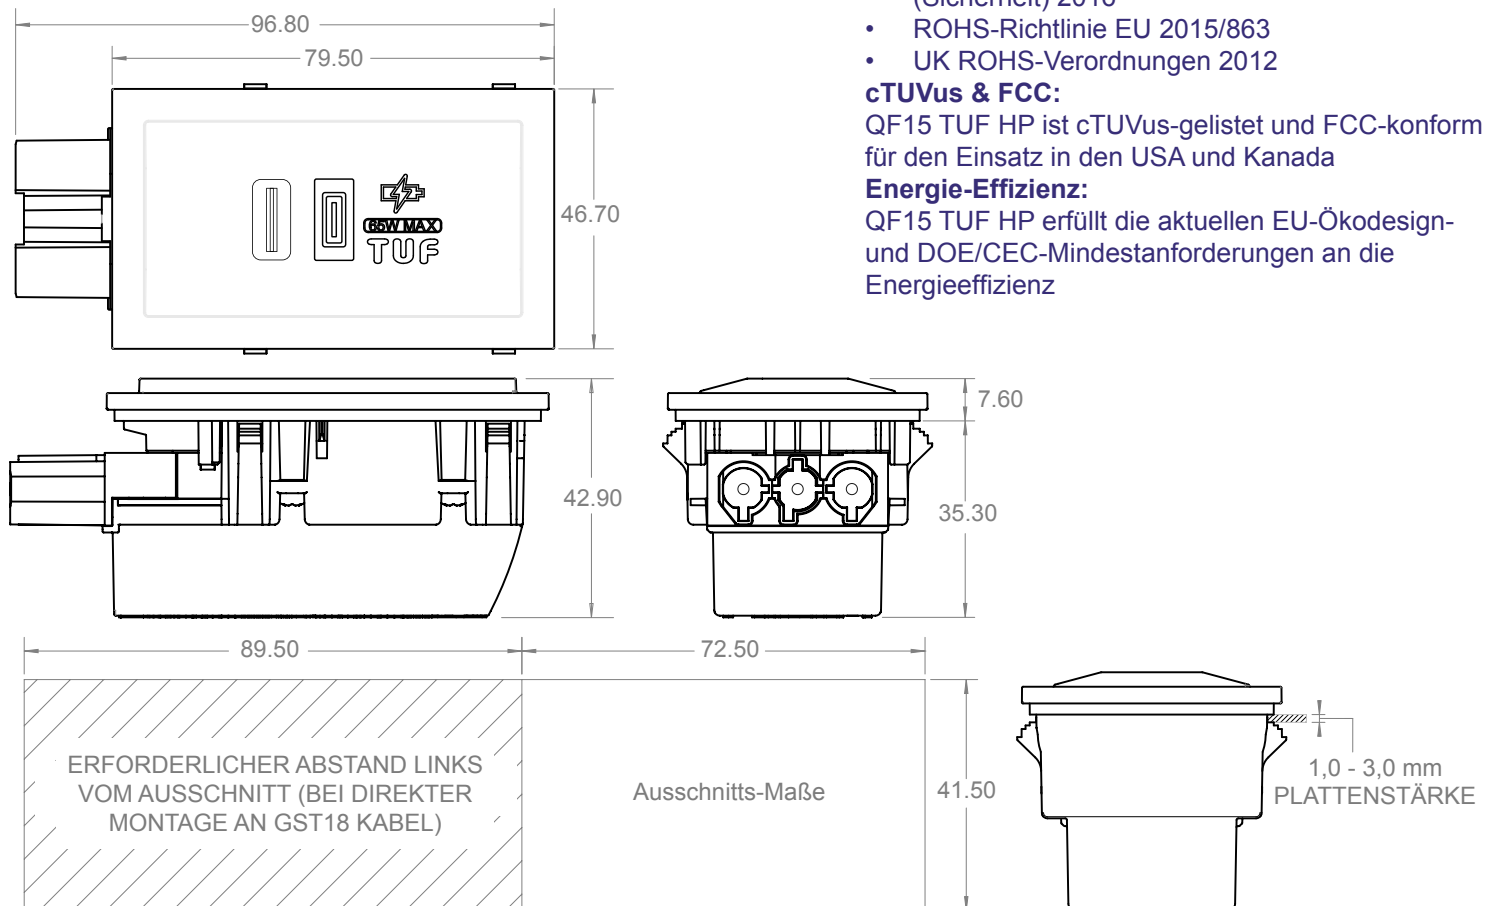 96.80
79.50
65W MAX
TUF
46.70
(Sicherheit) 2016
• ROHS-Richtlinie EU 2015/863
• UK ROHS-Verordnungen 2012
cTUVus & FCC:
QF15 TUF HP ist cTUVus-gelistet und FCC-konform
für den Einsatz in den USA und Kanada
Energie-Effizienz:
QF15 TUF HP erfüllt die aktuellen EU-Ökodesign-
und DOE/CEC-Mindestanforderungen an die
Energieeffizienz
42.90
7.60
35.30
89.50
72.50
ERFORDERLICHER ABSTAND LINKS
VOM AUSSCHNITT (BEI DIREKTER
MONTAGE AN GST18 KABEL)
Ausschnitts-Maße
41.50
1,0 - 3,0 mm
PLATTENSTÄRKE